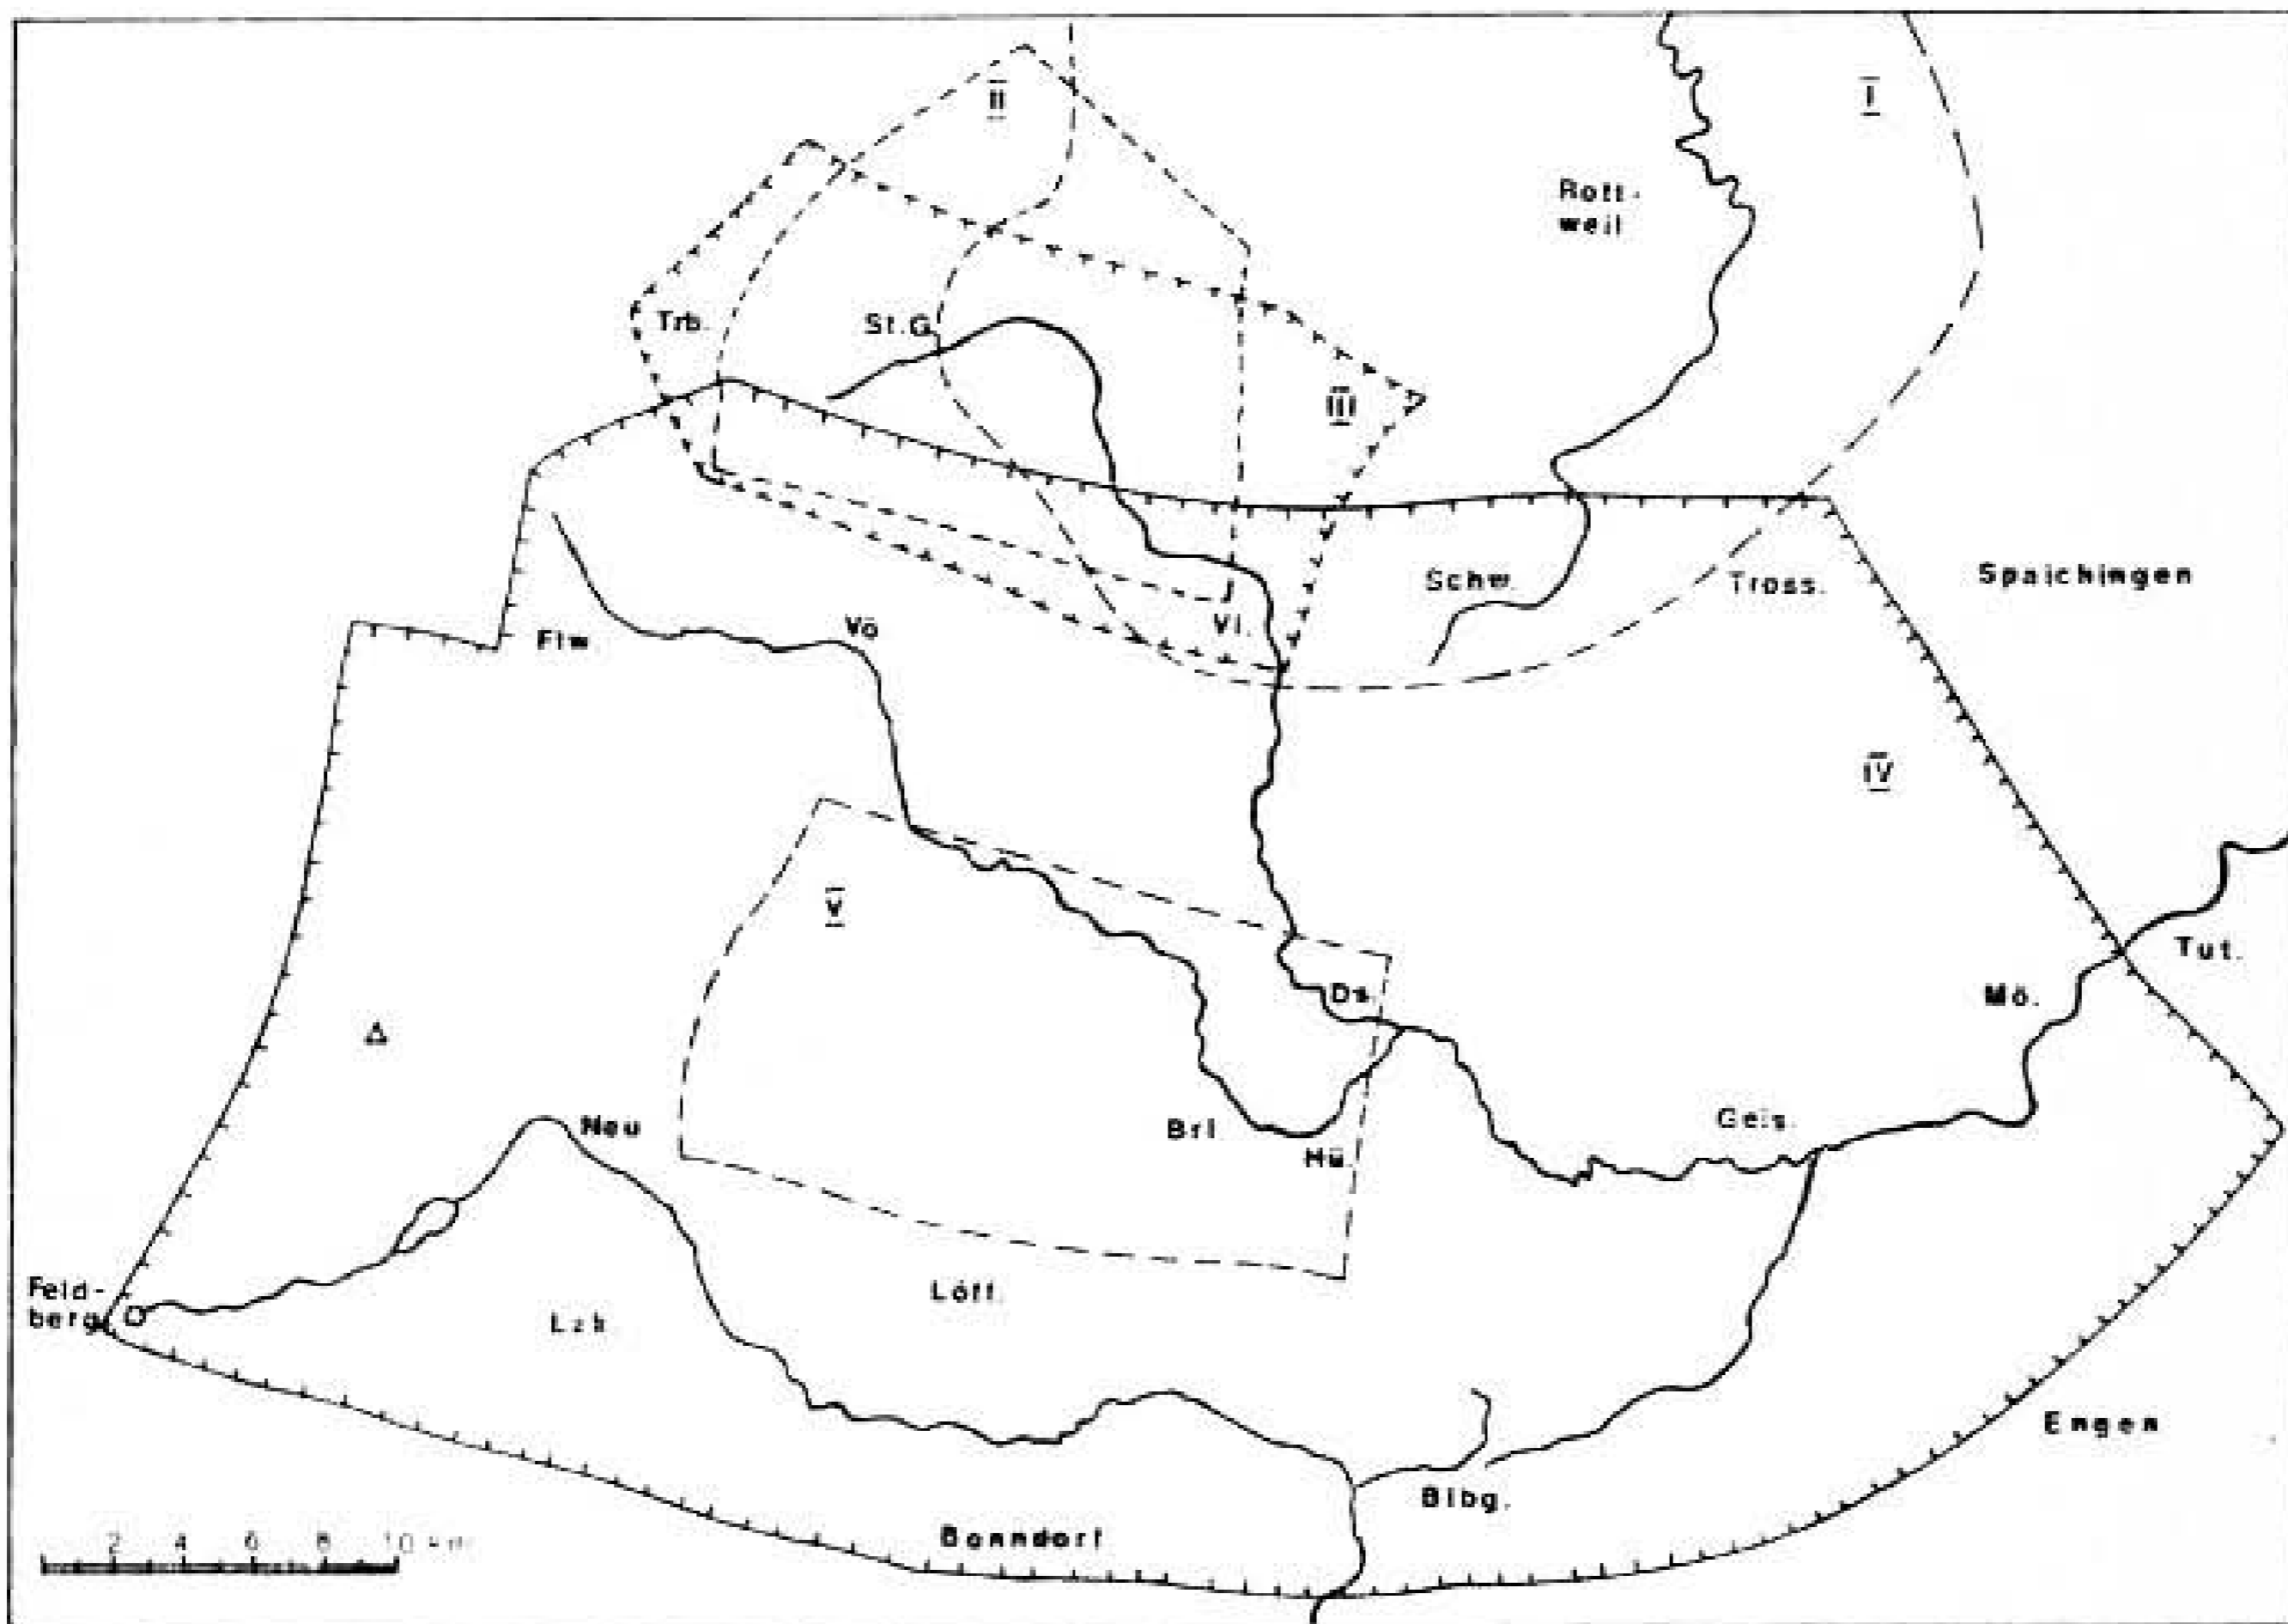 II
I
Rott-
weil
Trb.
St.G.
III
Spaichingen
Schw.
Tross.
Vl.
Flw.
Vö
IV
V
Tut.
Ds.
Mö.
Neu
Brl
Geis.
Hü.
Feld-
berg
Löff.
Lzk
Engen
Blbg.
Bonndorf
2 4 6 8 10 km